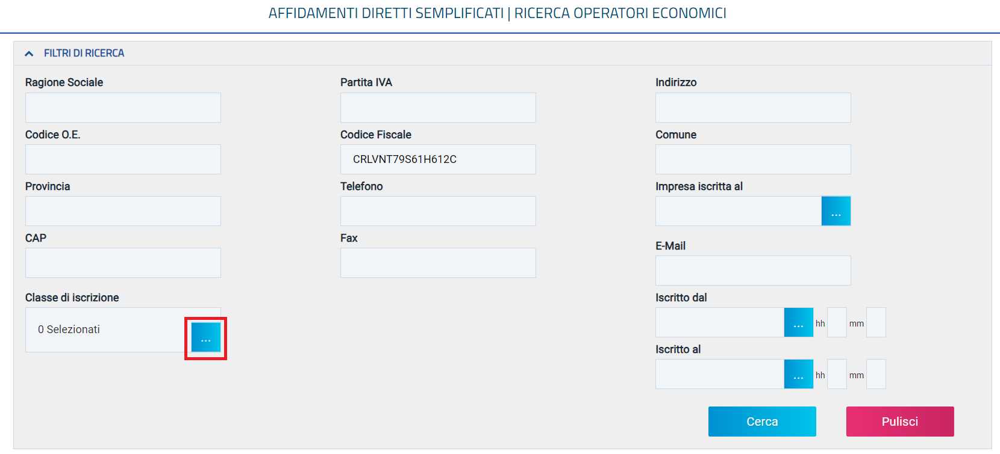 AFFIDAMENTI DIRETTI SEMPLIFICATI | RICERCA OPERATORI ECONOMICI
FILTRI DI RICERCA
Ragione Sociale Partita IVA Indirizzo
Codice O.E. Codice Fiscale Comune
CRLVNT79S61H612C
Provincia Telefono Impresa iscritta al
...
CAP Fax
E-Mail
Classe di iscrizione Iscritto dal
0 Selezionati ... ... hh mm
Iscritto al
... hh mm
Cerca Pulisci